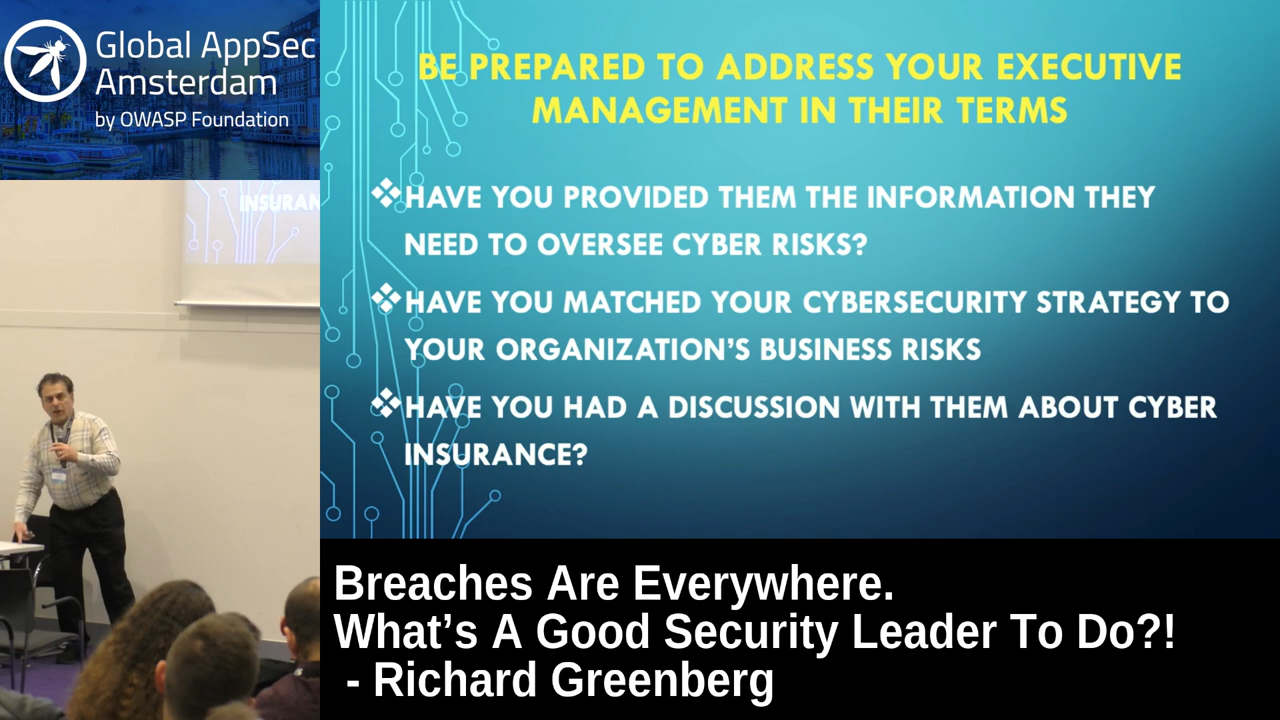 Global AppSec
Amsterdam
by OWASP Foundation
INSURAN
BE PREPARED TO ADDRESS YOUR EXECUTIVE
MANAGEMENT IN THEIR TERMS
❖HAVE YOU PROVIDED THEM THE INFORMATION THEY
NEED TO OVERSEE CYBER RISKS?
❖HAVE YOU MATCHED YOUR CYBERSECURITY STRATEGY TO
YOUR ORGANIZATION'S BUSINESS RISKS
❖HAVE YOU HAD A DISCUSSION WITH THEM ABOUT CYBER
INSURANCE?
Breaches Are Everywhere.
What's A Good Security Leader To Do?!
- Richard Greenberg